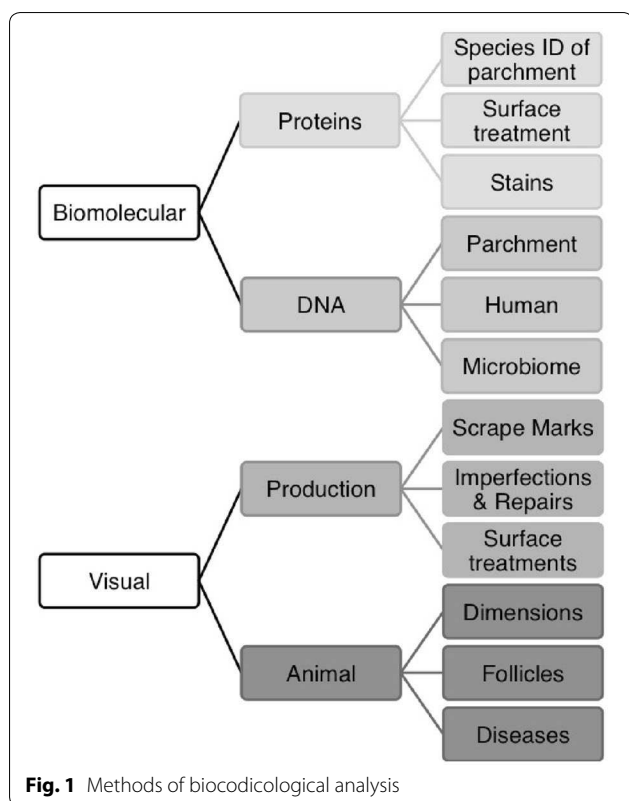 Species ID of
parchment
Proteins
Surface
treatment
Stains
Biomolecular
Parchment
DNA
Human
Microbiome
Scrape Marks
Production
Imperfections
& Repairs
Surface
treatments
Visual
Dimensions
Animal
Follicles
Diseases
Fig. 1 Methods of biocodicological analysis